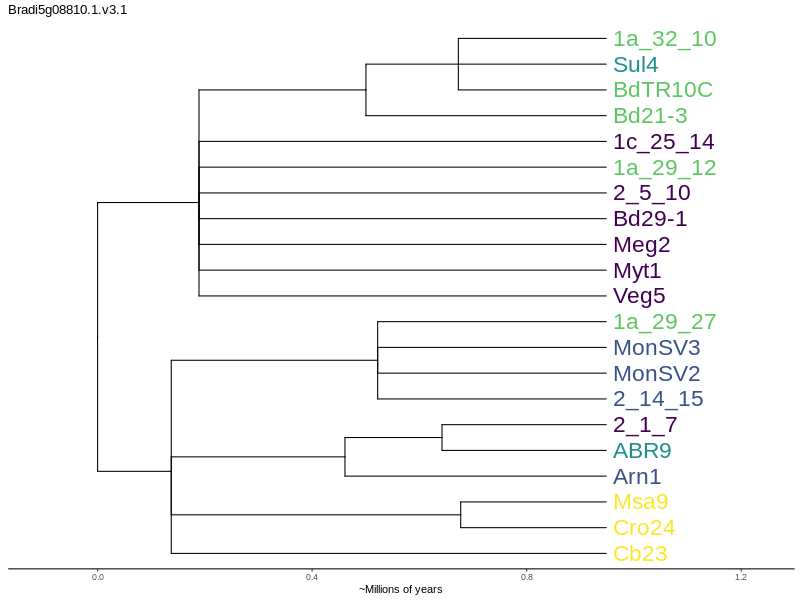 Bradi5g08810.1.v3.1
1a_32_10
Sul4
BdTR10C
Bd21-3
1c_25_14
1a_29_12
2_5_10
Bd29-1
Meg2
Myt1
Veg5
1a_29_27
MonSV3
MonSV2
2_14_15
2_1_7
ABR9
Arn1
Msa9
Cro24
Cb23
0.0 0.4 0.8 1.2
~Millions of years